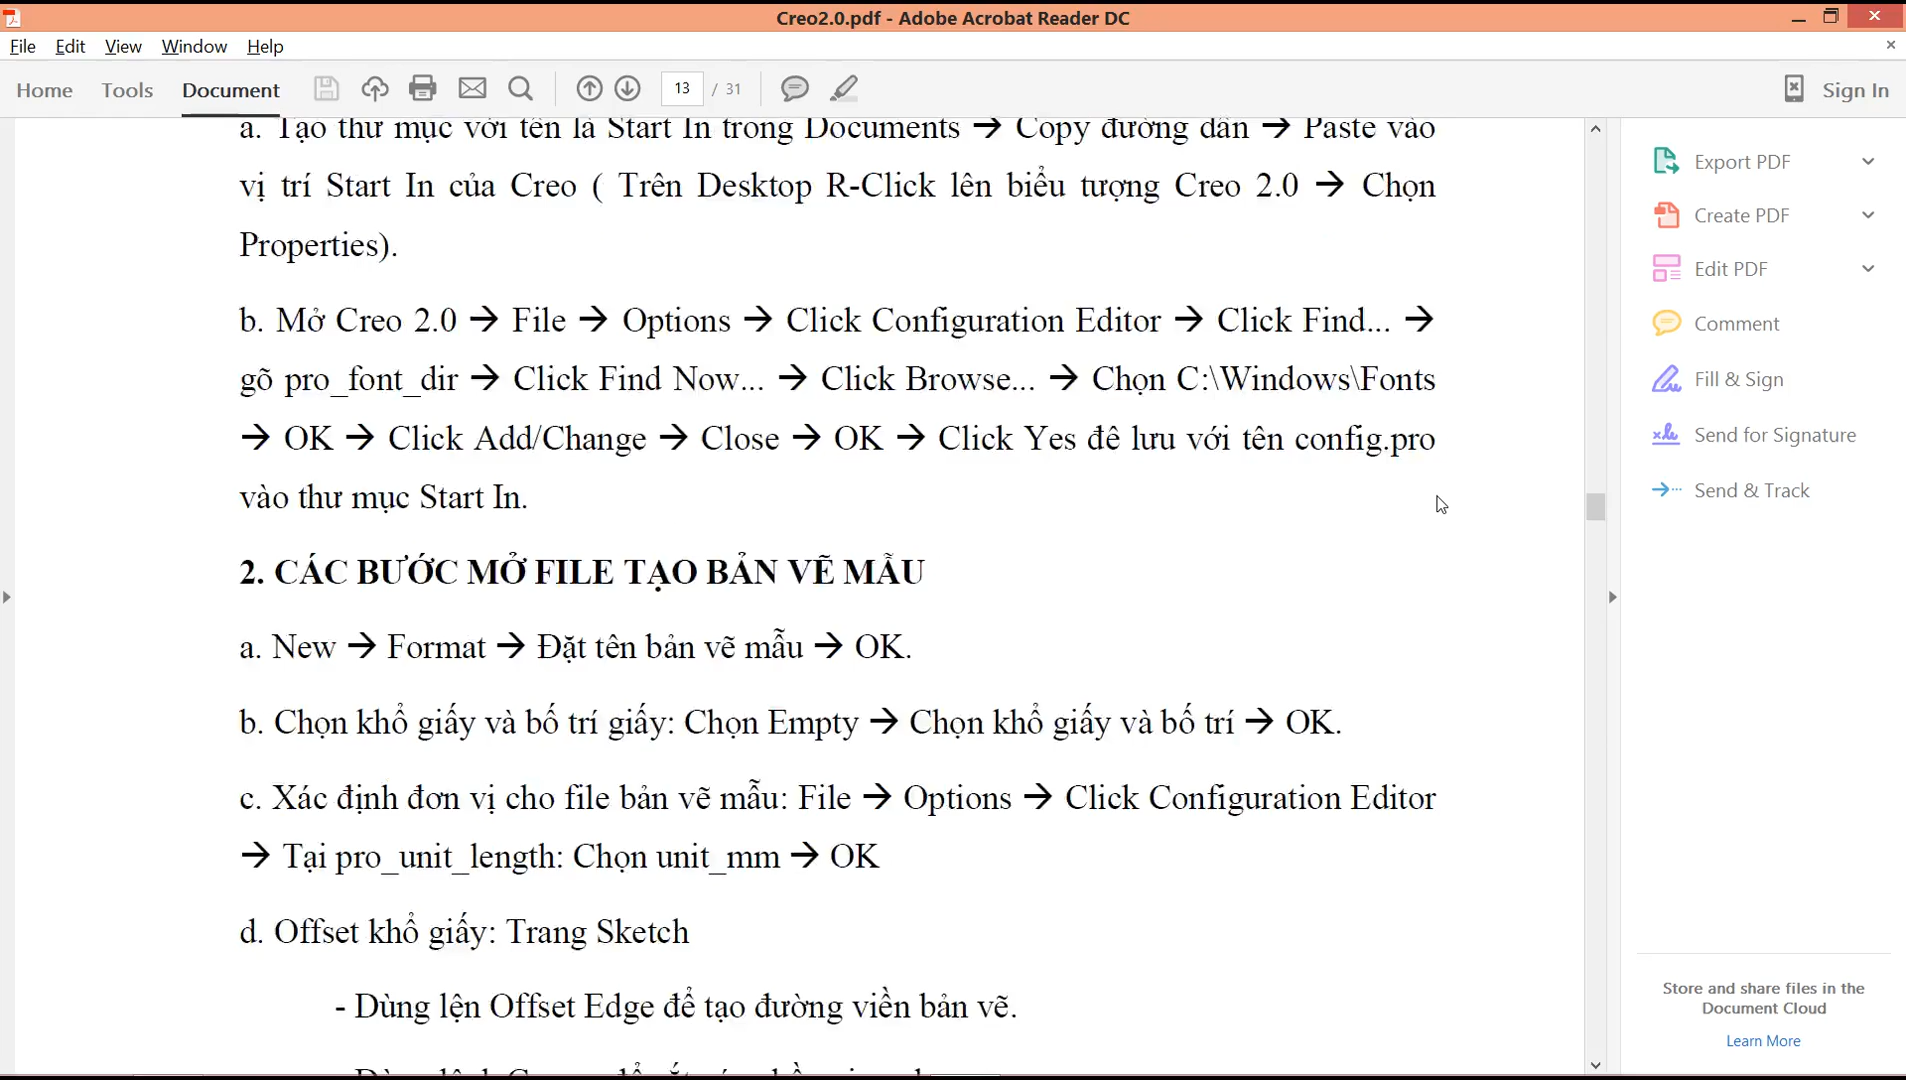 Creo2.0.pdf - Adobe Acrobat Reader DC
File Edit View Window Help
Home Tools Document 13 / 31 Sign In
a. Tạo thư mục với tên là Start In trong Documents → Copy đường dẫn → Paste vào
vị trí Start In của Creo ( Trên Desktop R-Click lên biểu tượng Creo 2.0 → Chọn
Properties).
b. Mở Creo 2.0 → File → Options → Click Configuration Editor → Click Find... →
gõ pro_font_dir → Click Find Now... → Click Browse... → Chọn C:\Windows\Fonts
→ OK → Click Add/Change → Close → OK → Click Yes đê lưu với tên config.pro
vào thư mục Start In.
2. CÁC BƯỚC MỞ FILE TẠO BẢN VẼ MẪU
a. New → Format → Đặt tên bản vẽ mẫu → OK.
b. Chọn khổ giấy và bố trí giấy: Chọn Empty → Chọn khổ giấy và bố trí → OK.
c. Xác định đơn vị cho file bản vẽ mẫu: File → Options → Click Configuration Editor
→ Tại pro_unit_length: Chọn unit_mm → OK
d. Offset khổ giấy: Trang Sketch
- Dùng lện Offset Edge để tạo đường viền bản vẽ.
Export PDF
Create PDF
Edit PDF
Comment
Fill & Sign
Send for Signature
Send & Track
Store and share files in the
Document Cloud
Learn More